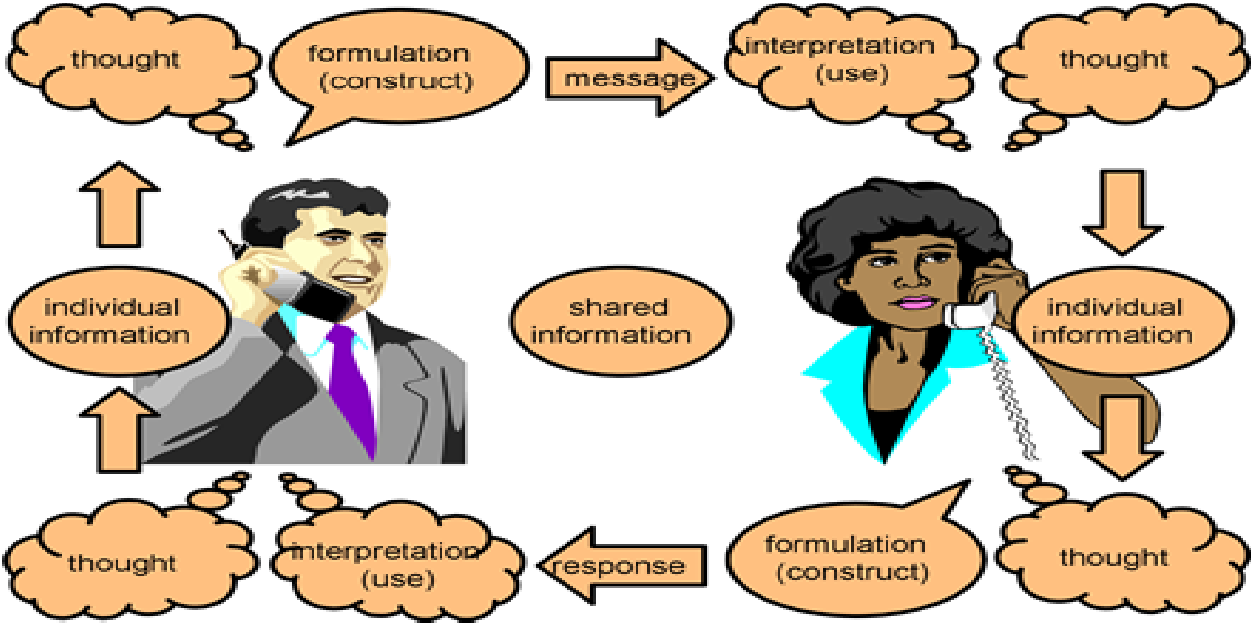 thought
formulation
(construct)
message
interpretation
(use)
thought
individual
information
shared
information
individual
information
thought
interpretation
(use)
response
formulation
(construct)
thought